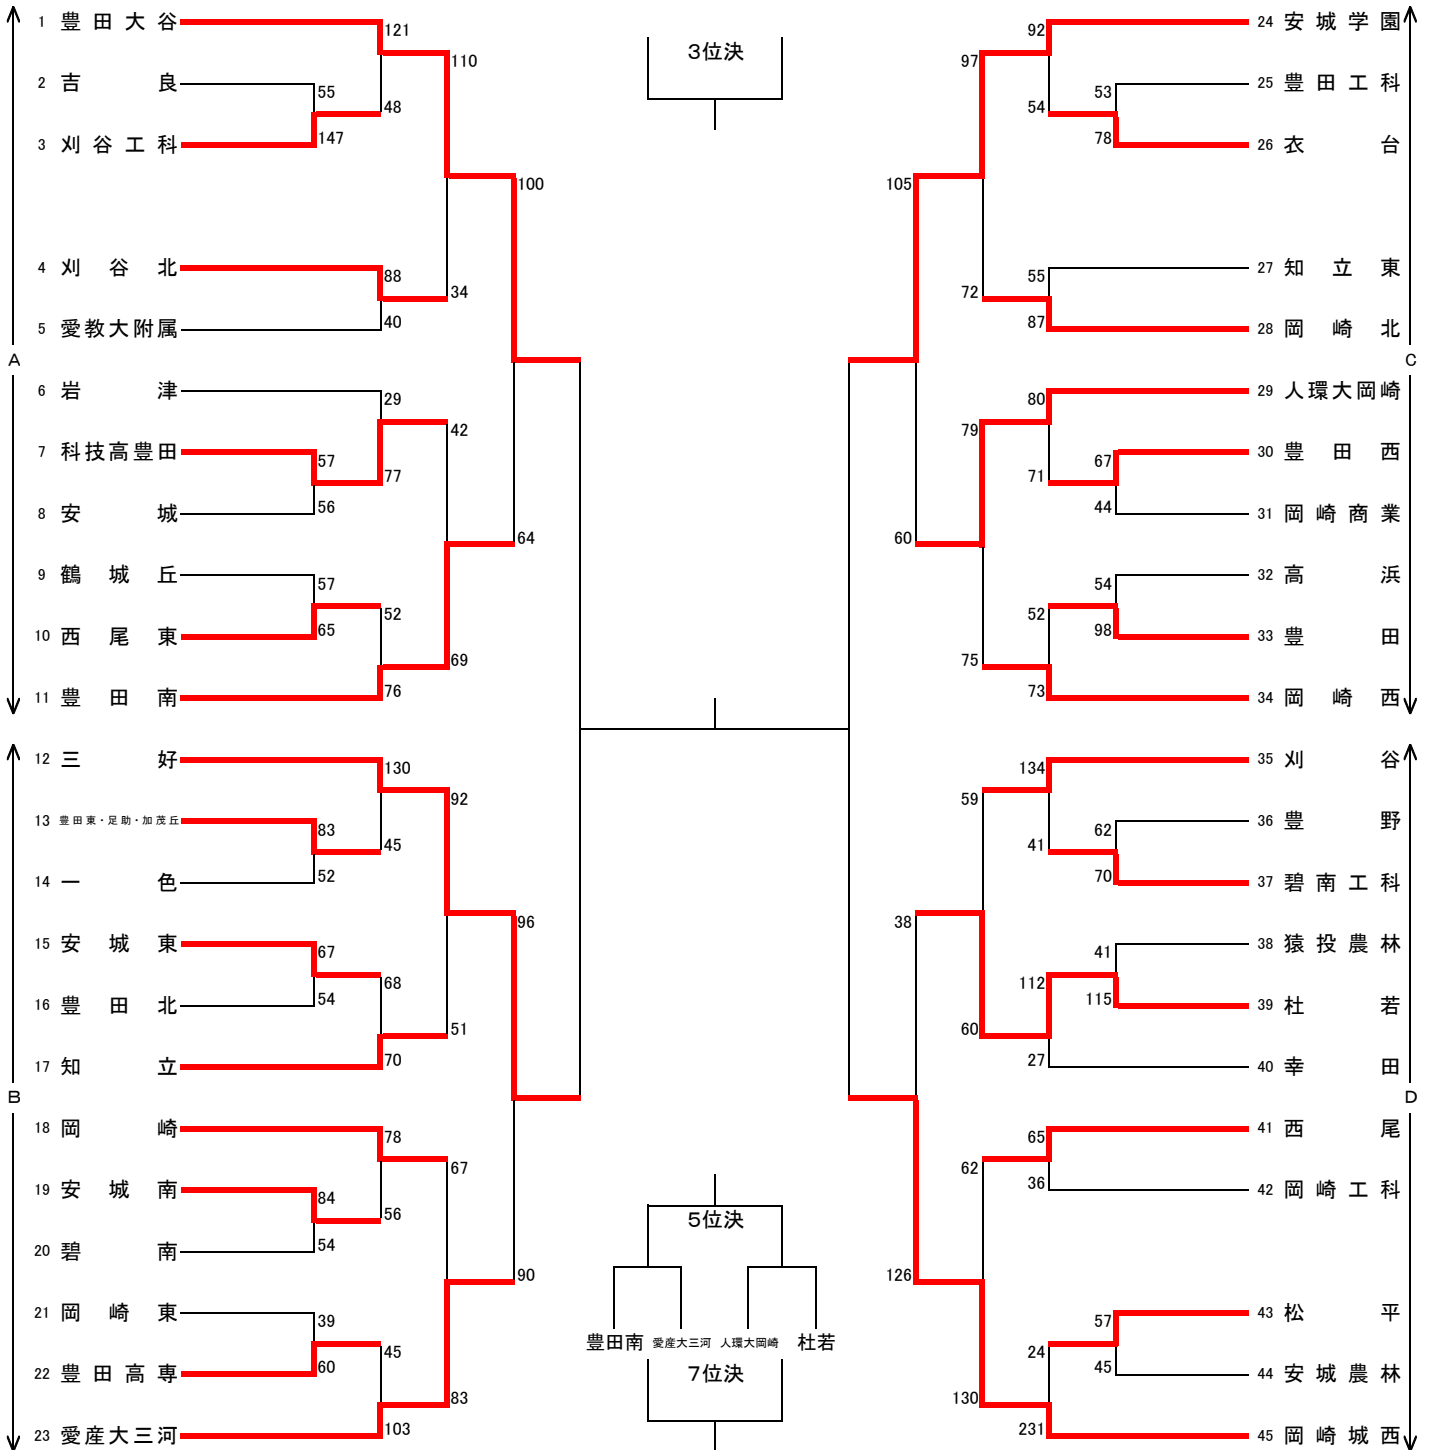 1 豊田大谷
2 吉良
3 刈谷工科
4 刈谷北
5 愛教大附属
6 岩津
7 科技高豊田
8 安城
9 鶴城丘
10 西尾東
11 豊田南
A
121
48
55
147
110
34
88
40
100
64
29
77
57
56
42
69
57
65
52
76
12 三好
13 豊田東・足助・加茂丘
14 一色
15 安城東
16 豊田北
17 知立
18 岡崎
19 安城南
20 碧南
21 岡崎東
22 豊田高専
23 愛産大三河
B
130
45
83
52
92
51
67
54
68
70
96
90
78
56
84
54
67
83
39
60
45
103
3位決
5位決
豊田南 愛産大三河 人環大岡崎 杜若
7位決
24 安城学園
25 豊田工科
26 衣台
27 知立東
28 岡崎北
29 人環大岡崎
30 豊田西
31 岡崎商業
32 高浜
33 豊田
34 岡崎西
C
92
54
53
78
97
72
55
87
105
60
80
71
67
44
79
75
54
98
52
73
35 刈谷
36 豊野
37 碧南工科
38 猿投農林
39 杜若
40 幸田
41 西尾
42 岡崎工科
43 松平
44 安城農林
45 岡崎城西
D
134
41
62
70
59
60
41
115
112
27
38
126
65
36
62
130
57
45
24
231